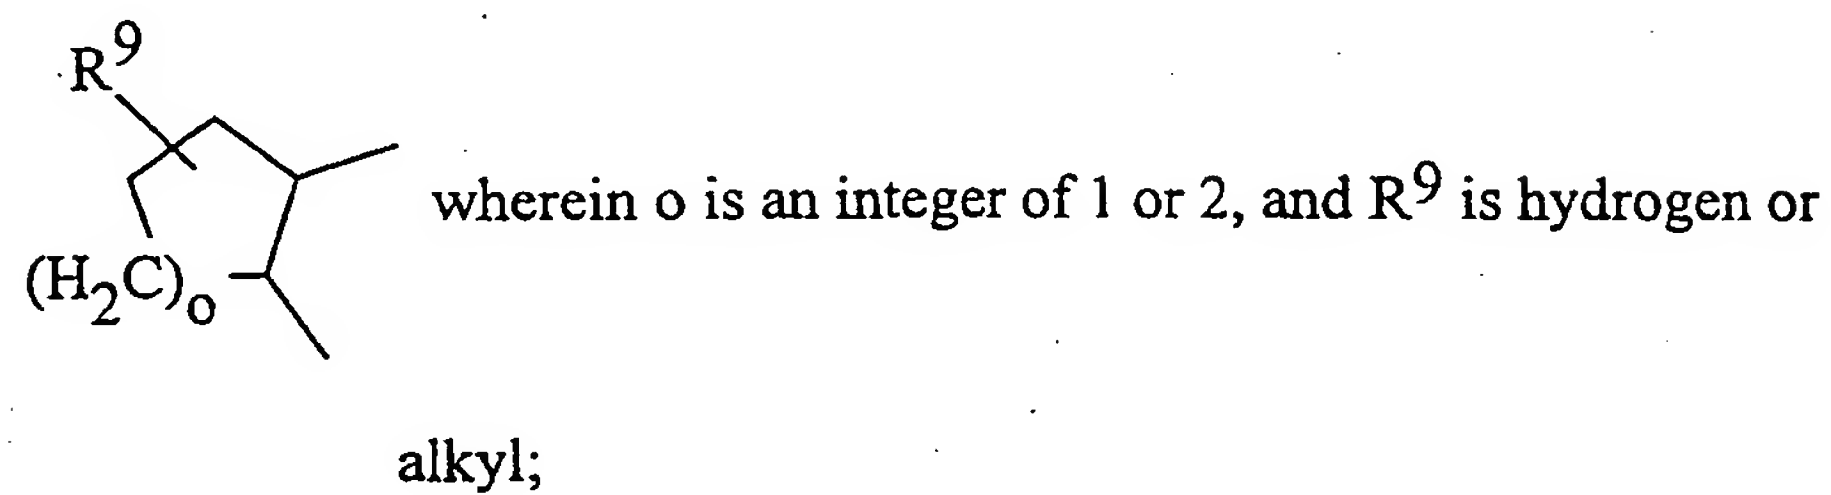 R⁹
wherein o is an integer of 1 or 2, and R⁹ is hydrogen or
(H₂C)ₒ
alkyl;